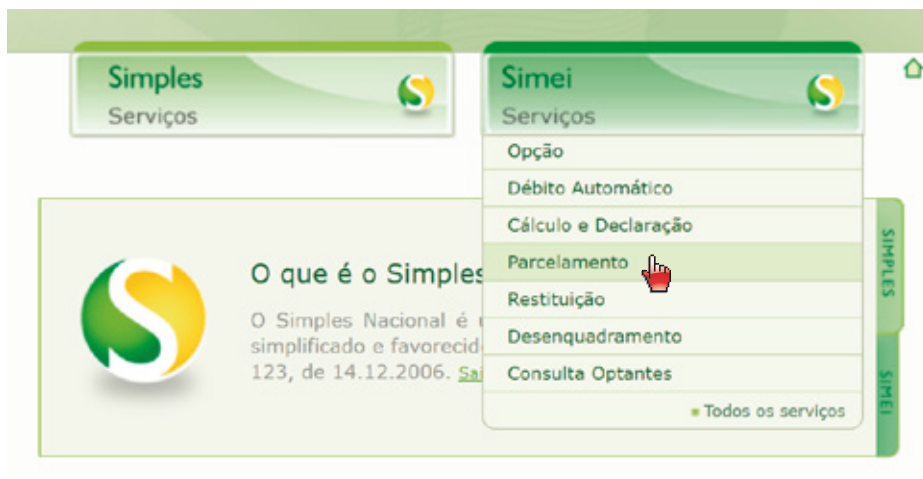 Simples
Serviços
Simei
Serviços
Opção
Débito Automático
Cálculo e Declaração
Parcelamento
Restituição
Desenquadramento
Consulta Optantes
Todos os serviços
O que é o Simples
O Simples Nacional é
simplificado e
123, de 14.12.2006.
SIMPLES
SIMEI